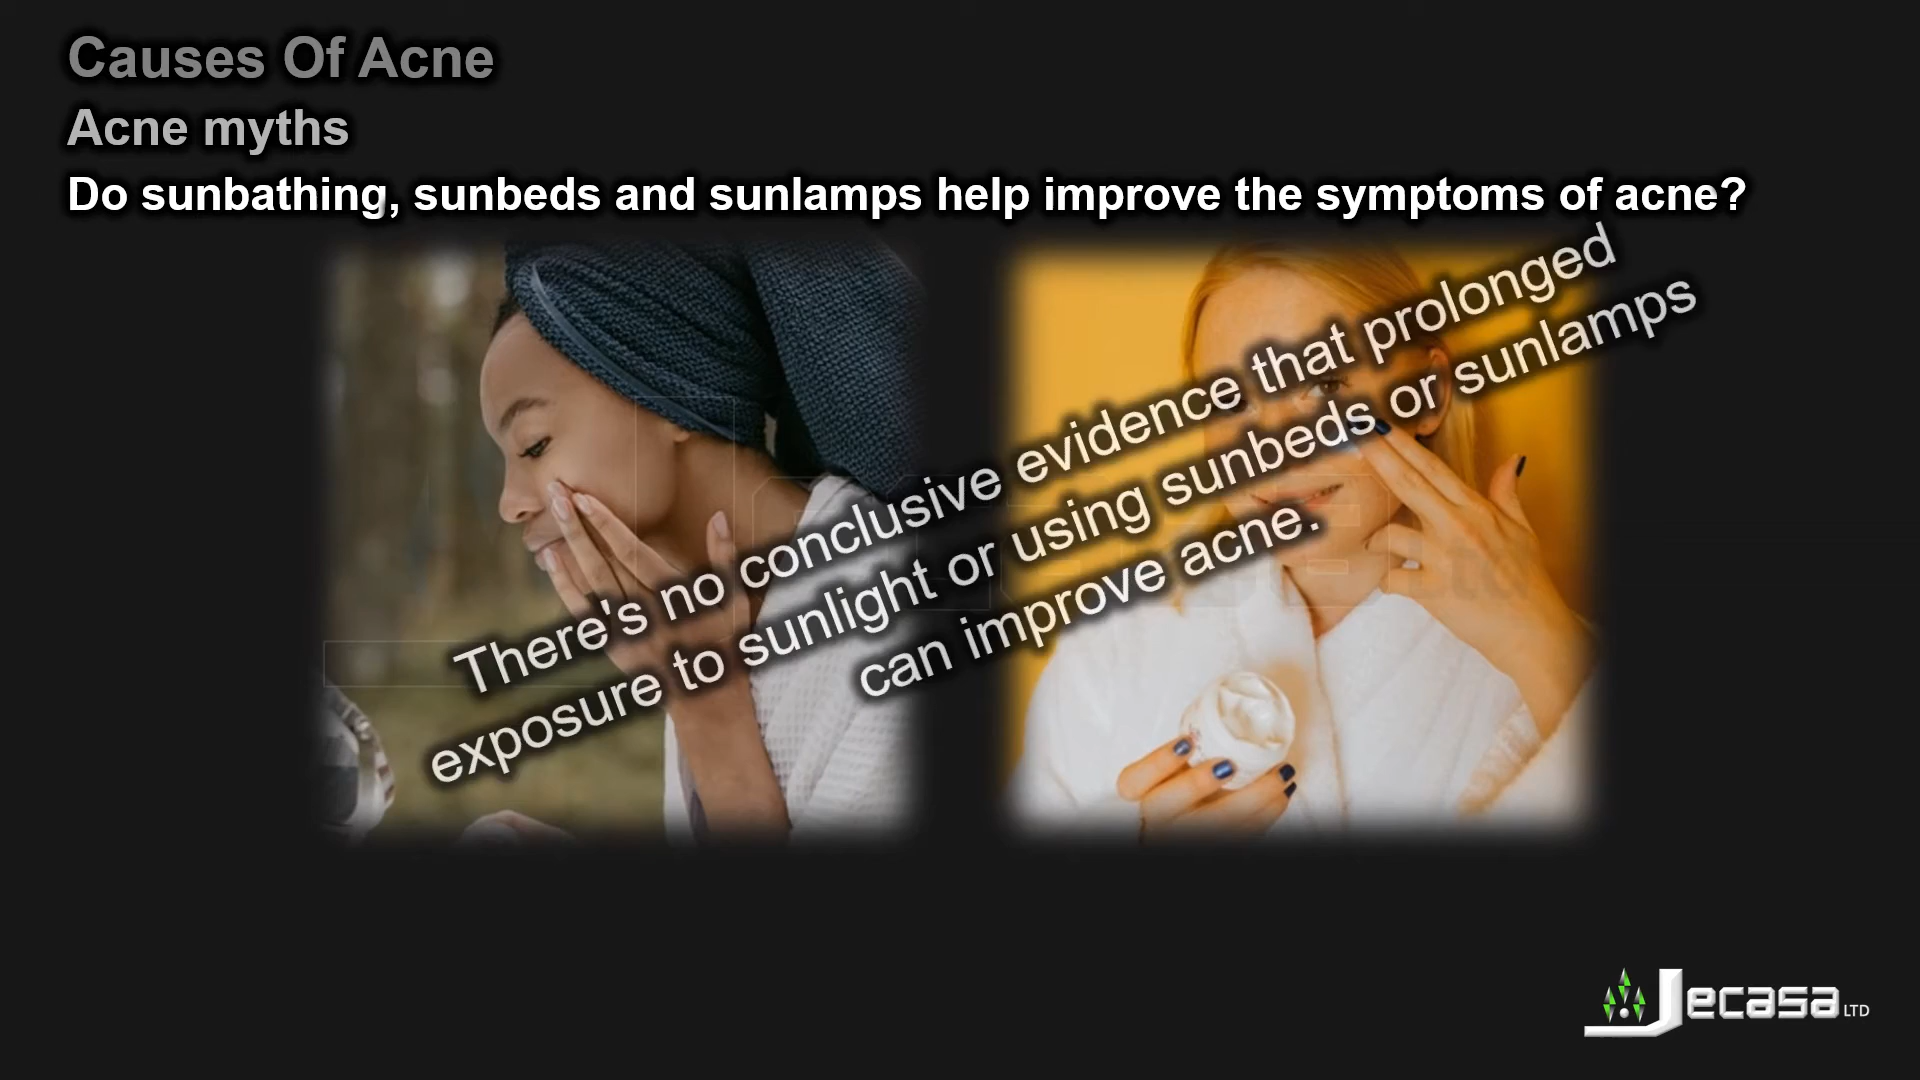 Causes Of Acne
Acne myths
Do sunbathing, sunbeds and sunlamps help improve the symptoms of acne?
There's no conclusive evidence that prolonged
exposure to sunlight or using sunbeds or sunlamps
can improve acne.
Jecasa LTD